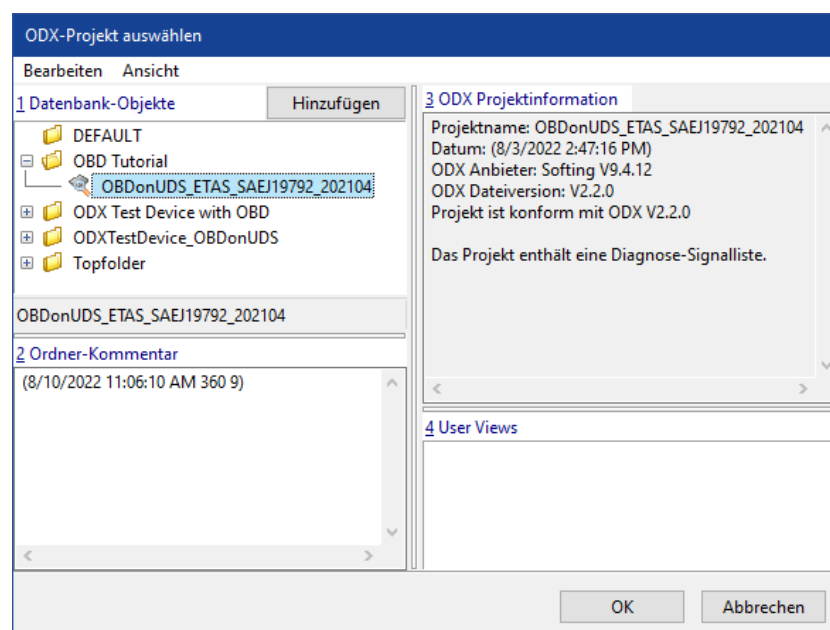 ODX-Projekt auswählen
Bearbeiten Ansicht
1 Datenbank-Objekte
Hinzufügen
DEFAULT
OBD Tutorial
OBDonUDS_ETAS_SAEJ19792_202104
ODX Test Device with OBD
ODXTestDevice_OBDonUDS
Topfolder
OBDonUDS_ETAS_SAEJ19792_202104
2 Ordner-Kommentar
(8/10/2022 11:06:10 AM 360 9)
3 ODX Projektinformation
Projektname: OBDonUDS_ETAS_SAEJ19792_202104
Datum: (8/3/2022 2:47:16 PM)
ODX Anbieter: Softing V9.4.12
ODX Dateiversion: V2.2.0
Projekt ist konform mit ODX V2.2.0
Das Projekt enthält eine Diagnose-Signalliste.
4 User Views
OK
Abbrechen